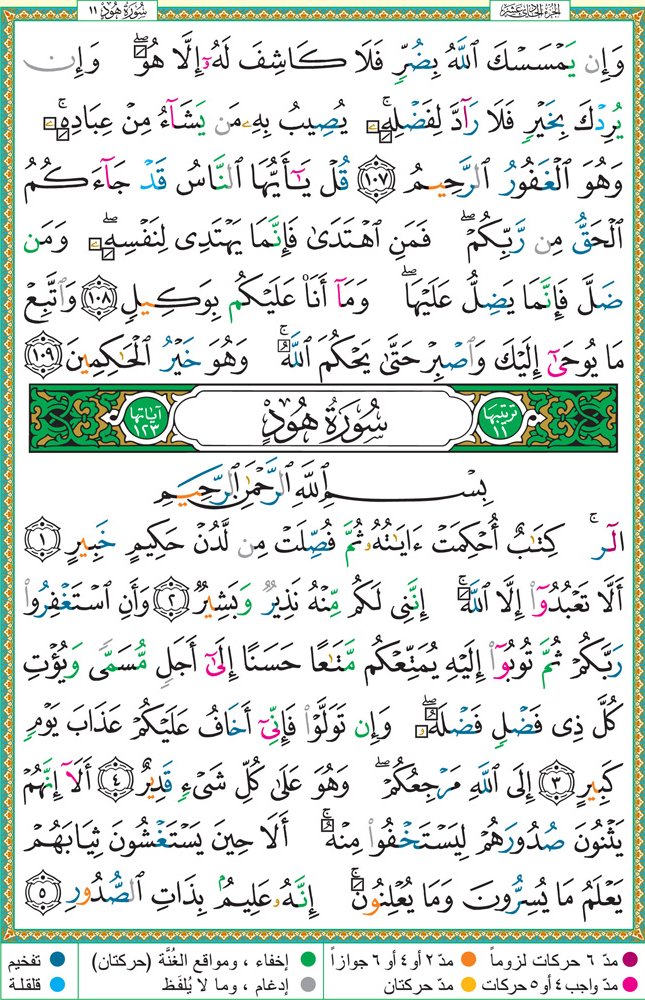 الجزء الحادي عشر
سُورَةُ هُودٍ ١١
وَإِن يَمْسَسْكَ ٱللَّهُ بِضُرٍّ فَلَا كَاشِفَ لَهُۥٓ إِلَّا هُوَ ۖ وَإِن
يُرِدْكَ بِخَيْرٍ فَلَا رَآدَّ لِفَضْلِهِۦ ۚ يُصِيبُ بِهِۦ مَن يَشَآءُ مِنْ عِبَادِهِۦ ۚ
وَهُوَ ٱلْغَفُورُ ٱلرَّحِيمُ ١٠٧ قُلْ يَـٰٓأَيُّهَا ٱلنَّاسُ قَدْ جَآءَكُمُ
ٱلْحَقُّ مِن رَّبِّكُمْ ۖ فَمَنِ ٱهْتَدَىٰ فَإِنَّمَا يَهْتَدِى لِنَفْسِهِۦ ۖ وَمَن
ضَلَّ فَإِنَّمَا يَضِلُّ عَلَيْهَا ۖ وَمَآ أَنَا۠ عَلَيْكُم بِوَكِيلٍ ١٠٨ وَٱتَّبِعْ
مَا يُوحَىٰٓ إِلَيْكَ وَٱصْبِرْ حَتَّىٰ يَحْكُمَ ٱللَّهُ ۚ وَهُوَ خَيْرُ ٱلْحَـٰكِمِينَ ١٠٩
ترتيبها ١١
سُورَةُ هُودٍ
آياتها ١٢٣
بِسْمِ ٱللَّهِ ٱلرَّحْمَـٰنِ ٱلرَّحِيمِ
الٓر ۚ كِتَـٰبٌ أُحْكِمَتْ ءَايَـٰتُهُۥ ثُمَّ فُصِّلَتْ مِن لَّدُنْ حَكِيمٍ خَبِيرٍ ١
أَلَّا تَعْبُدُوٓا۟ إِلَّا ٱللَّهَ ۚ إِنَّنِى لَكُم مِّنْهُ نَذِيرٌ وَبَشِيرٌ ٢ وَأَنِ ٱسْتَغْفِرُوا۟
رَبَّكُمْ ثُمَّ تُوبُوٓا۟ إِلَيْهِ يُمَتِّعْكُم مَّتَـٰعًا حَسَنًا إِلَىٰٓ أَجَلٍ مُّسَمًّى وَيُؤْتِ
كُلَّ ذِى فَضْلٍ فَضْلَهُۥ ۖ وَإِن تَوَلَّوْا۟ فَإِنِّىٓ أَخَافُ عَلَيْكُمْ عَذَابَ يَوْمٍ
كَبِيرٍ ٣ إِلَى ٱللَّهِ مَرْجِعُكُمْ ۖ وَهُوَ عَلَىٰ كُلِّ شَىْءٍ قَدِيرٌ ٤ أَلَآ إِنَّهُمْ
يَثْنُونَ صُدُورَهُمْ لِيَسْتَخْفُوا۟ مِنْهُ ۚ أَلَا حِينَ يَسْتَغْشُونَ ثِيَابَهُمْ
يَعْلَمُ مَا يُسِرُّونَ وَمَا يُعْلِنُونَ ۚ إِنَّهُۥ عَلِيمٌۢ بِذَاتِ ٱلصُّدُورِ ٥
مدّ ٦ حركات لزوماً مدّ ٢ أو ٤ أو ٦ جوازاً إخفاء ، ومواقع الغُنَّة (حركتان) تفخيم
مدّ واجب ٤ أو ٥ حركات مدّ حركتان إدغام ، وما لا يُلفَظ قلقلة